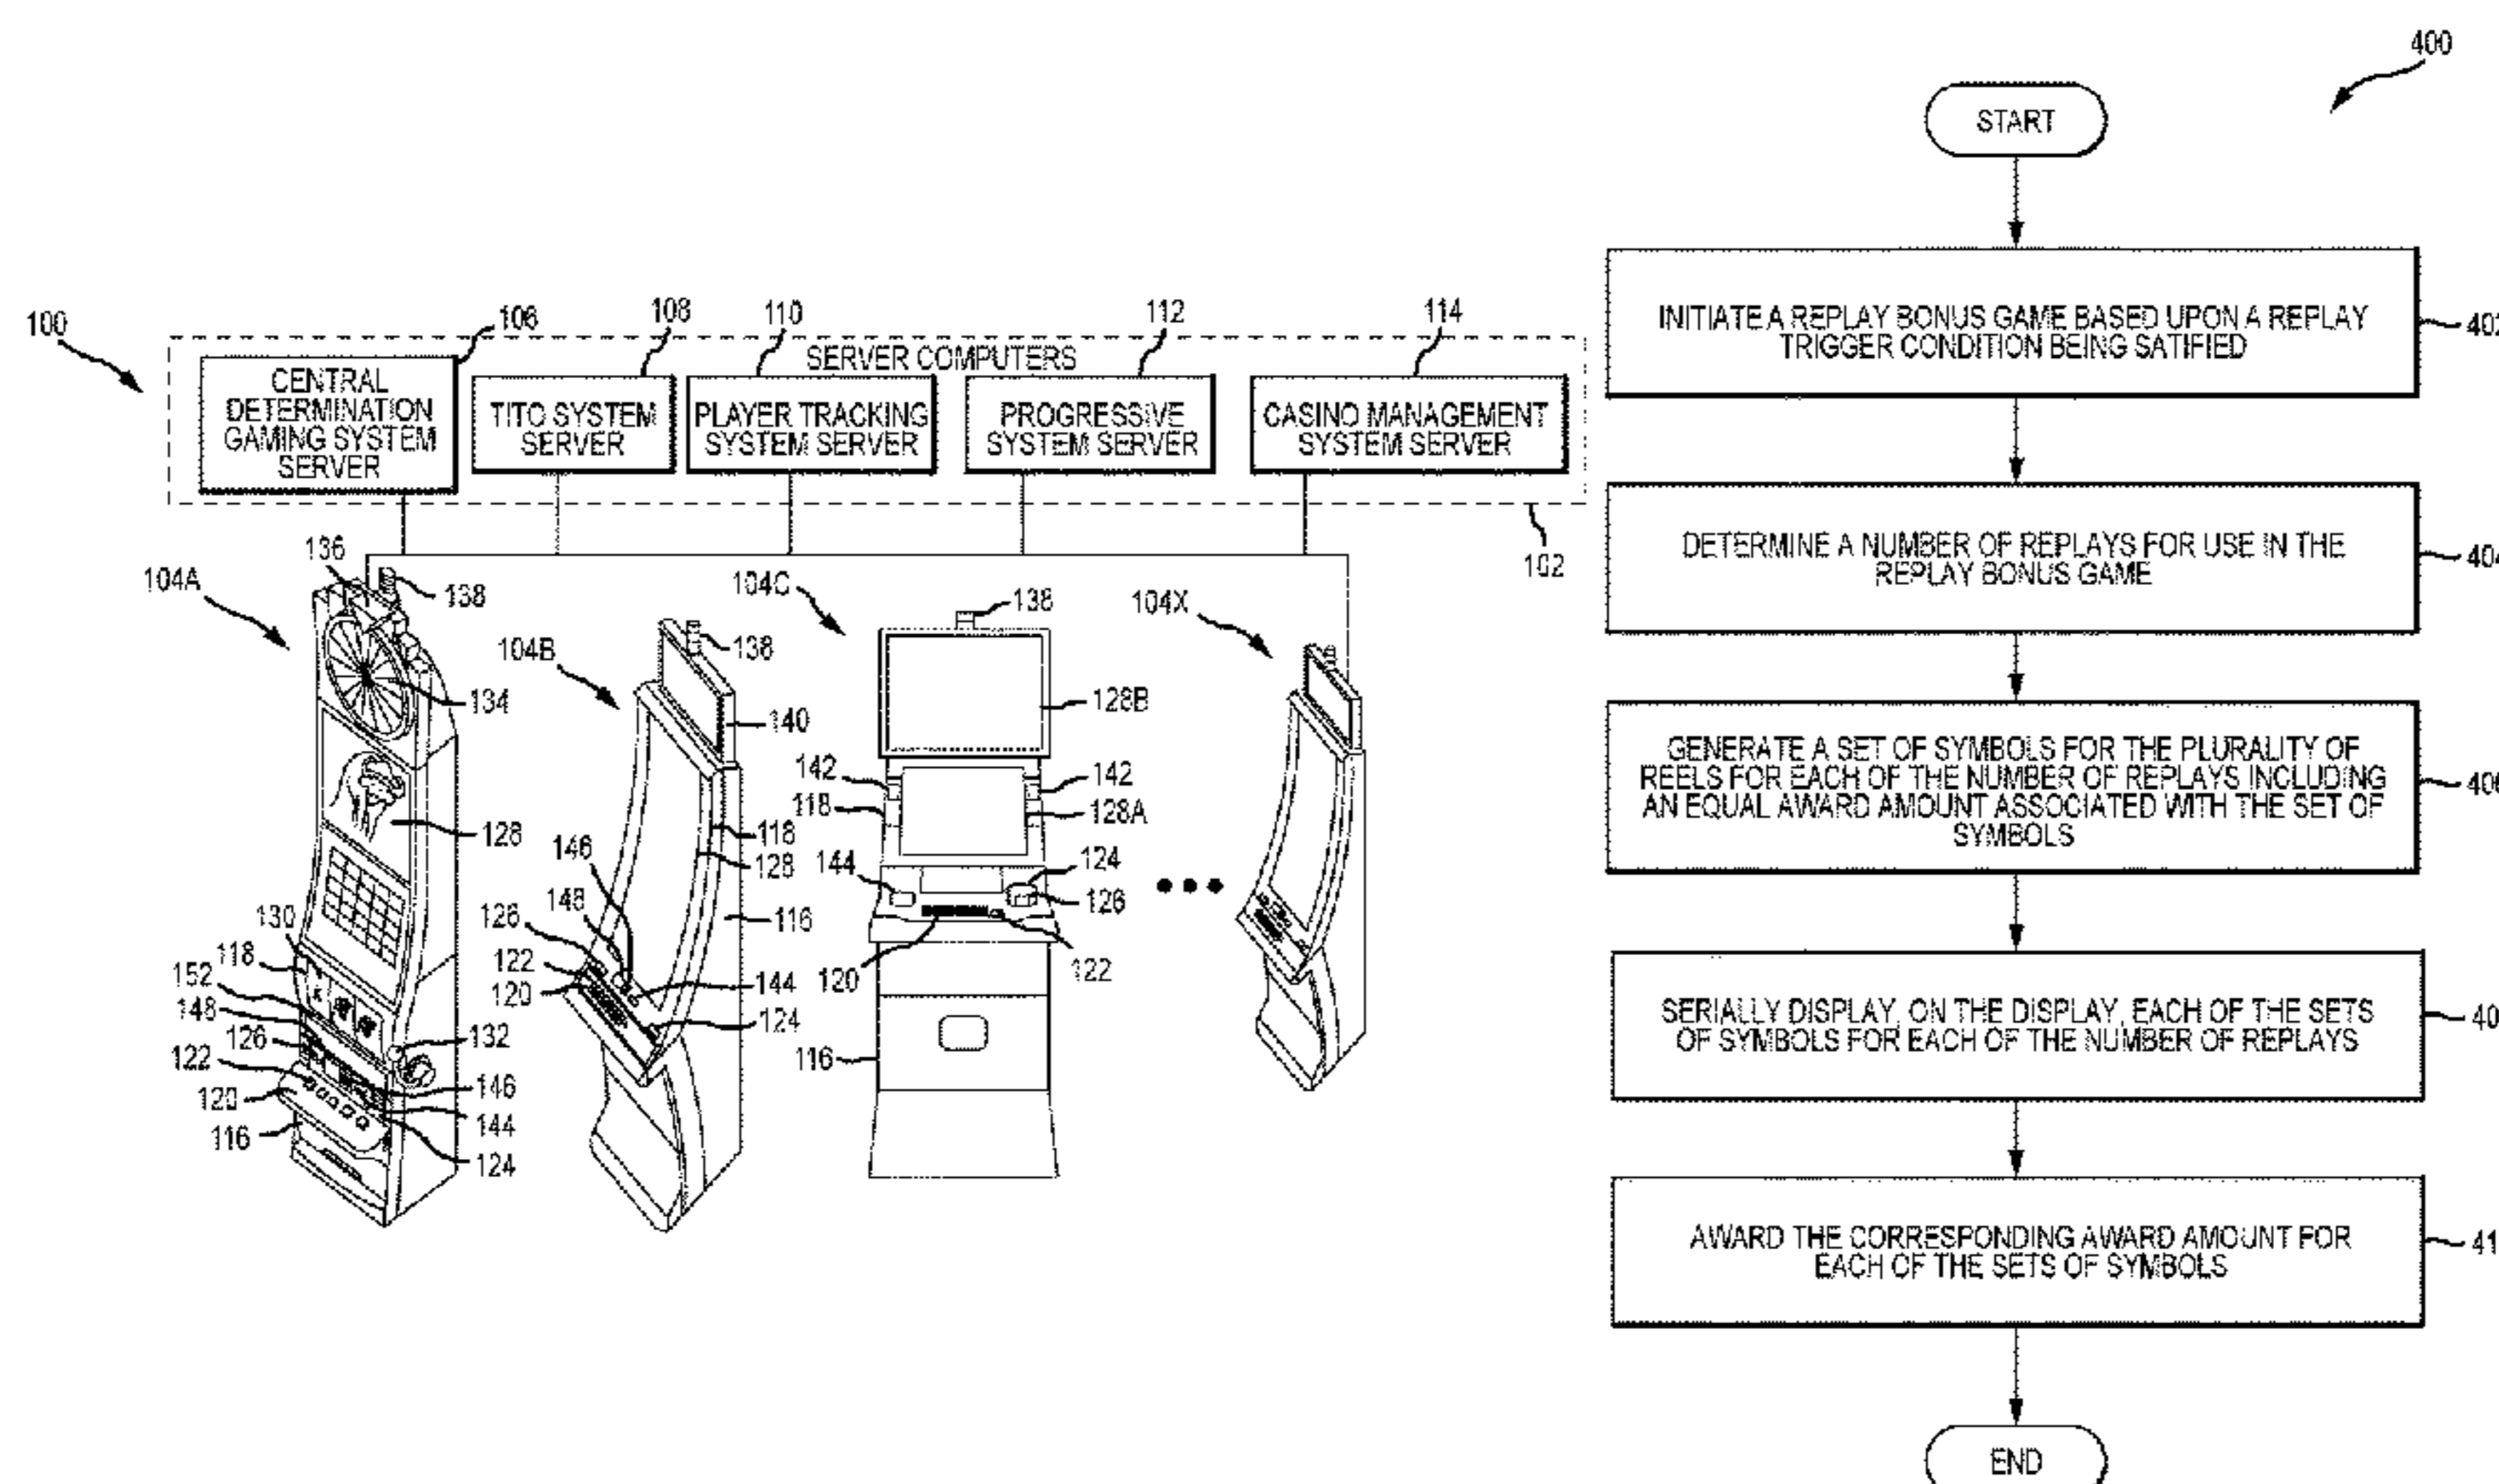 400
START
INITIATE A REPLAY BONUS GAME BASED UPON A REPLAY
TRIGGER CONDITION BEING SATIFIED
DETERMINE A NUMBER OF REPLAYS FOR USE IN THE
REPLAY BONUS GAME
404
GENERATE A SET OF SYMBOLS FOR THE PLURALITY OF
REELS FOR EACH OF THE NUMBER OF REPLAYS INCLUDING
AN EQUAL AWARD AMOUNT ASSOCIATED WITH THE SET OF
SYMBOLS
SERIALLY DISPLAY, ON THE DISPLAY, EACH OF THE SETS
OF SYMBOLS FOR EACH OF THE NUMBER OF REPLAYS
AWARD THE CORRESPONDING AWARD AMOUNT FOR
EACH OF THE SETS OF SYMBOLS
END
100
106
108
110
112
114
SERVER COMPUTERS
CENTRAL
DETERMINATION
GAMING SYSTEM
SERVER
TITO SYSTEM
SERVER
PLAYER TRACKING
SYSTEM SERVER
PROGRESSIVE
SYSTEM SERVER
CASINO MANAGEMENT
SYSTEM SERVER
102
104A
136
138
134
128
130
118
152
148
126
122
120
116
132
146
144
124
104B
138
140
118
128
146
148
126
122
120
116
144
124
104C
138
128B
142
142
118
128A
144
124
126
120
122
116
104X